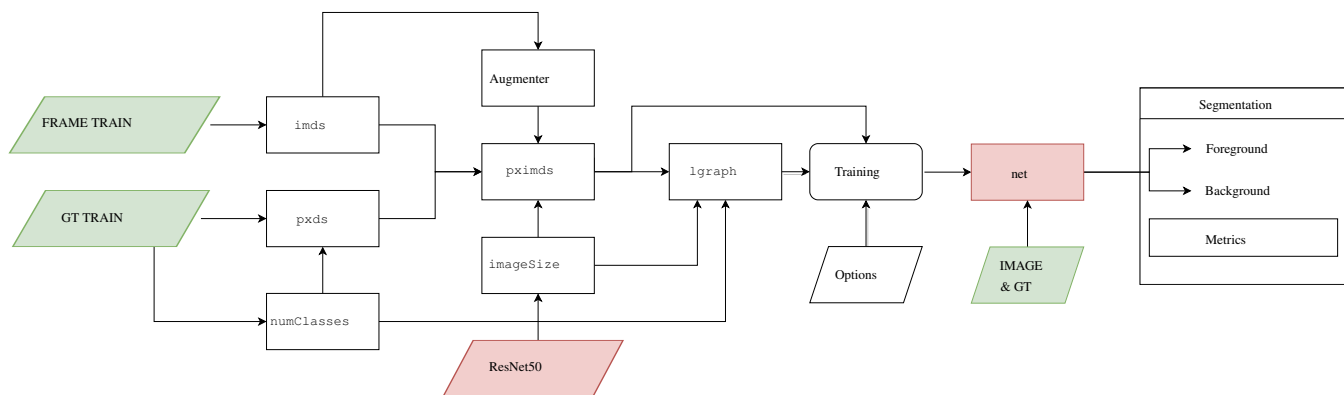 Augmenter
Segmentation
FRAME TRAIN
imds
Foreground
pximds
lgraph
Training
net
Background
GT TRAIN
pxds
Metrics
imageSize
Options
IMAGE
& GT
numClasses
ResNet50